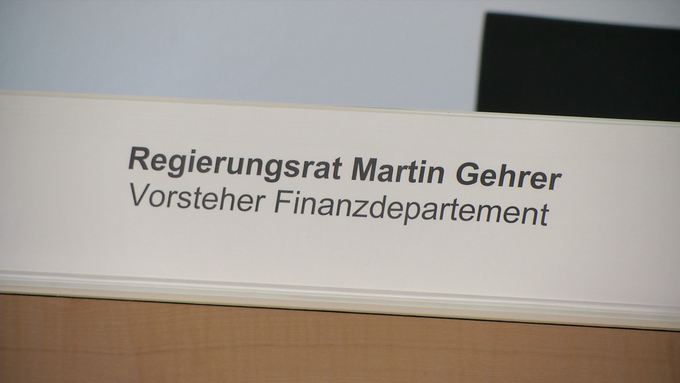 Regierungsrat Martin Gehrer
Vorsteher Finanzdepartement